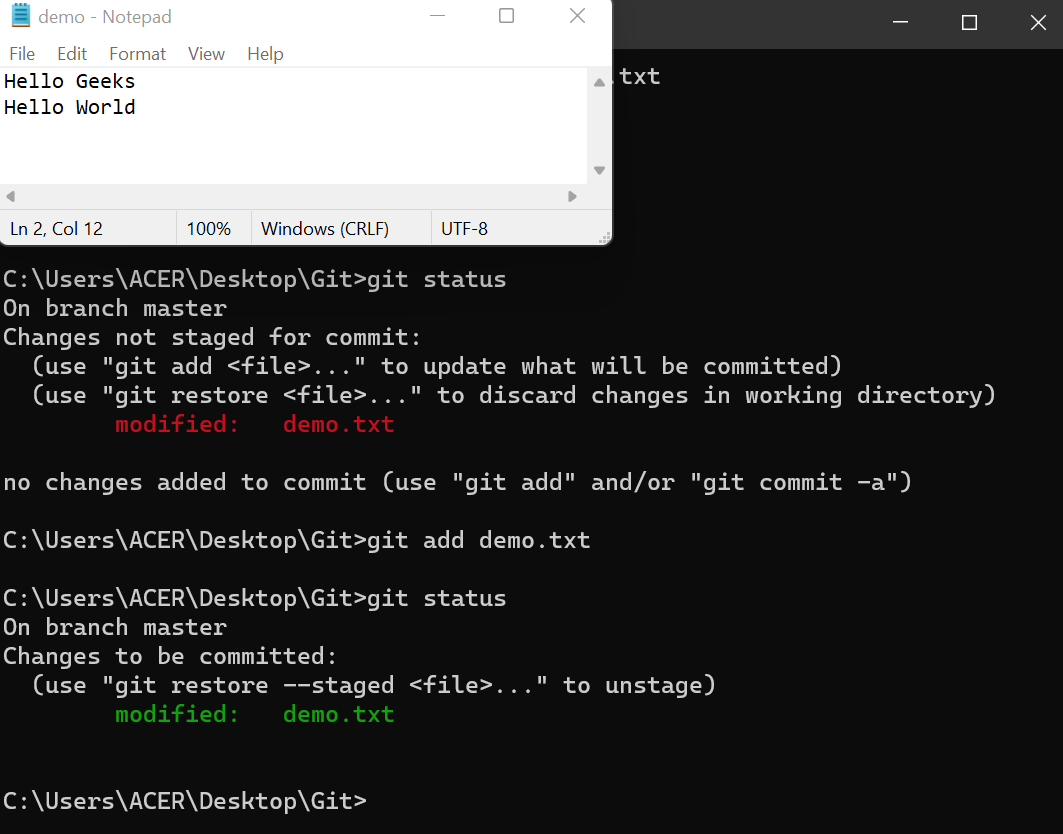 demo - Notepad
File Edit Format View Help
Hello Geeks
Hello World
Ln 2, Col 12 100% Windows (CRLF) UTF-8
.txt
C:\Users\ACER\Desktop\Git>git status
On branch master
Changes not staged for commit:
  (use "git add <file>..." to update what will be committed)
  (use "git restore <file>..." to discard changes in working directory)
        modified:   demo.txt
no changes added to commit (use "git add" and/or "git commit -a")
C:\Users\ACER\Desktop\Git>git add demo.txt
C:\Users\ACER\Desktop\Git>git status
On branch master
Changes to be committed:
  (use "git restore --staged <file>..." to unstage)
        modified:   demo.txt
C:\Users\ACER\Desktop\Git>